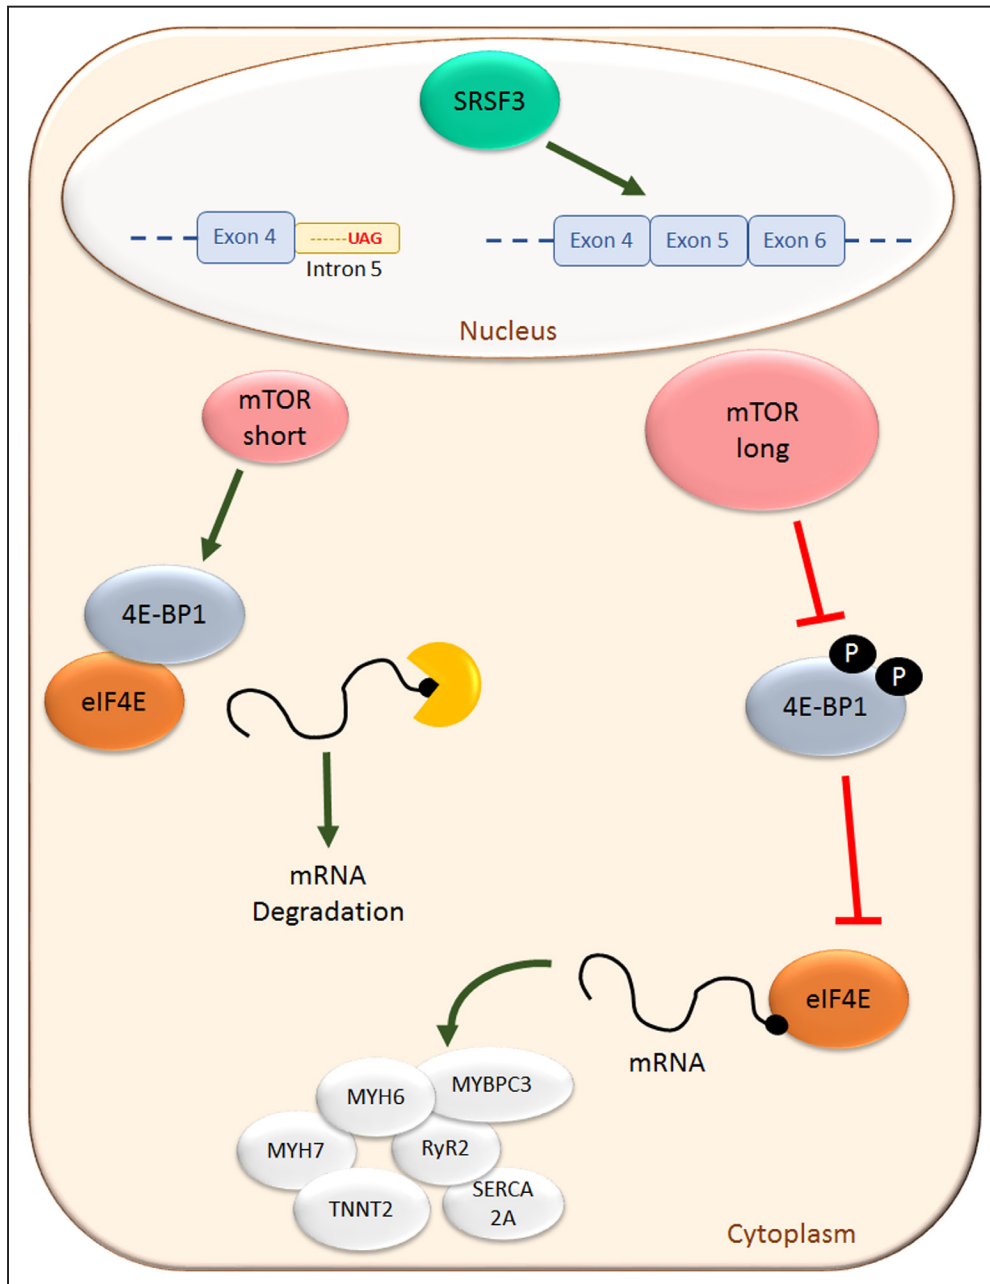 SRSF3
Exon 4
------UAG
Intron 5
Exon 4
Exon 5
Exon 6
Nucleus
mTOR
short
mTOR
long
4E-BP1
eIF4E
P
P
4E-BP1
mRNA
Degradation
eIF4E
mRNA
MYH6
MYBPC3
MYH7
RyR2
TNNT2
SERCA
2A
Cytoplasm